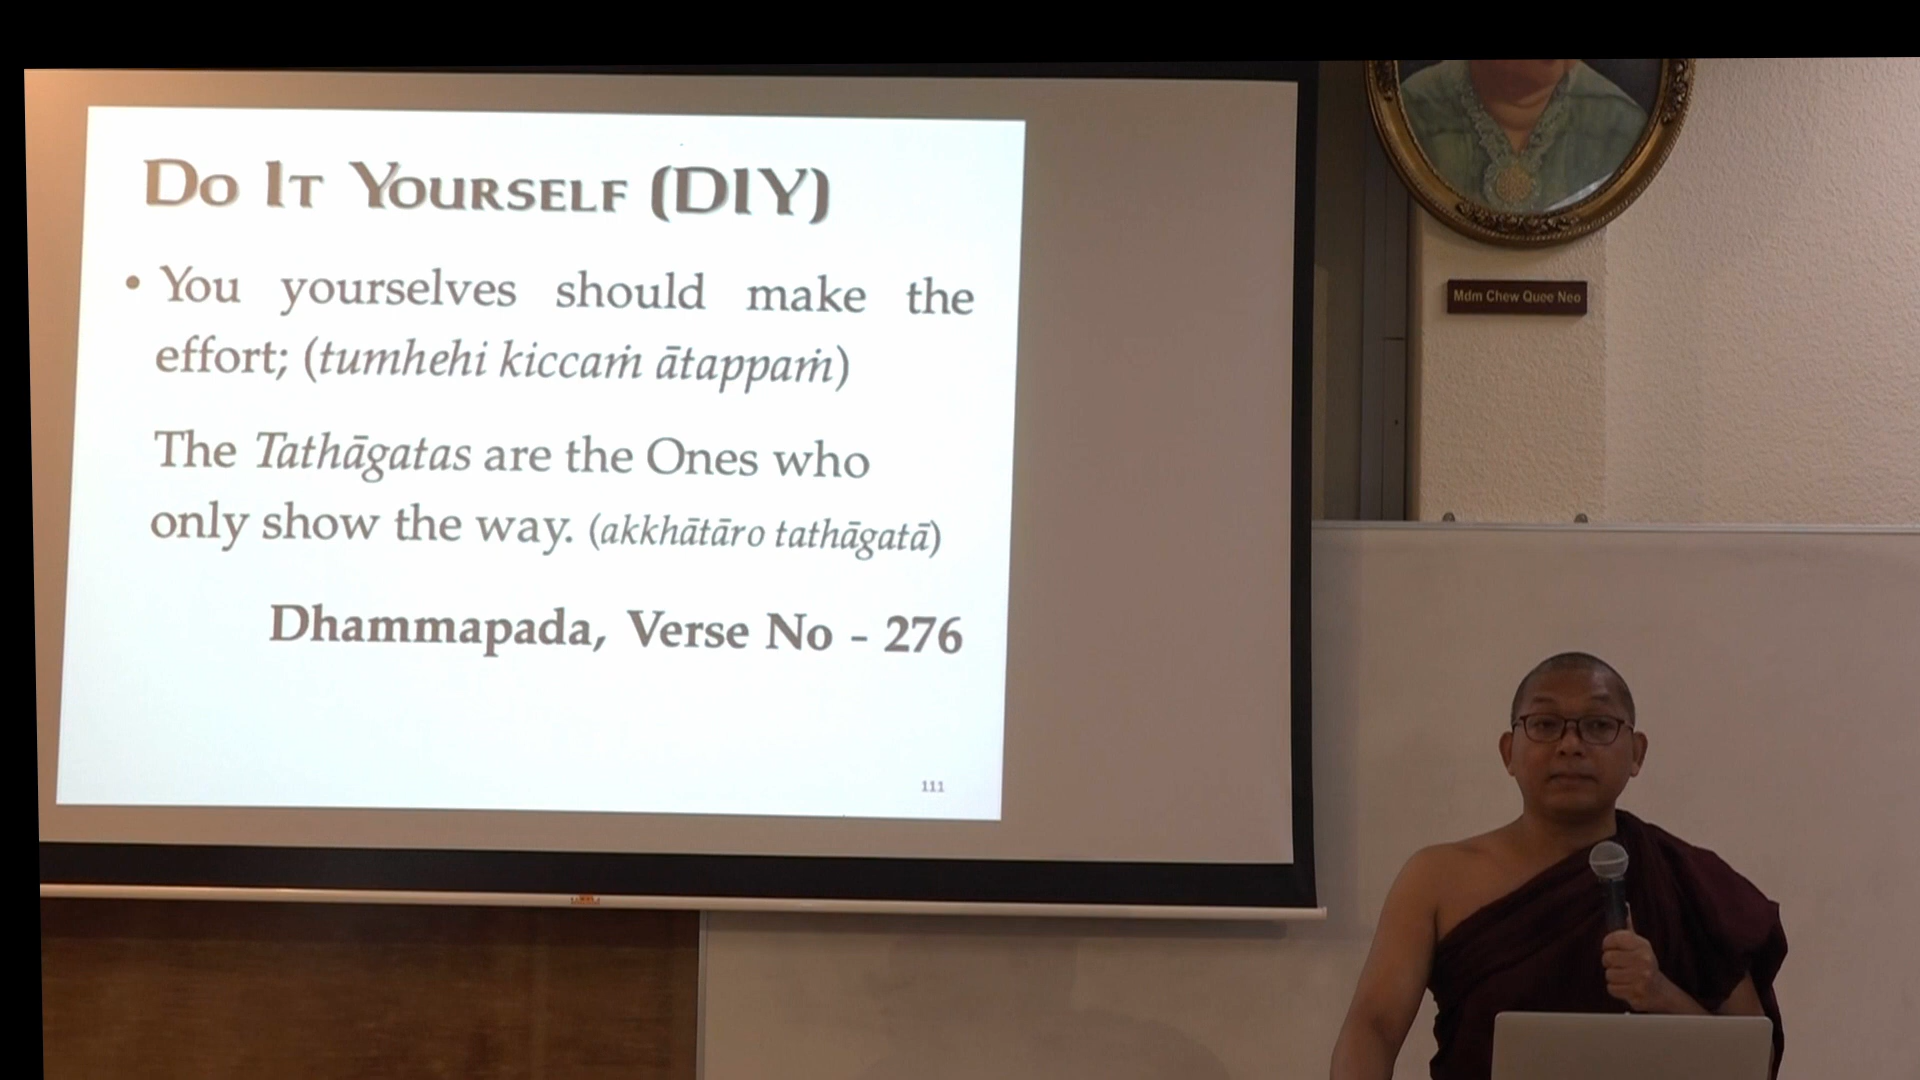 Do It Yourself (DIY)
• You yourselves should make the
effort; (tumhehi kiccaṁ ātappaṁ)
The Tathāgatas are the Ones who
only show the way. (akkhātāro tathāgatā)
Dhammapada, Verse No - 276
111
Mdm Chew Quee Neo